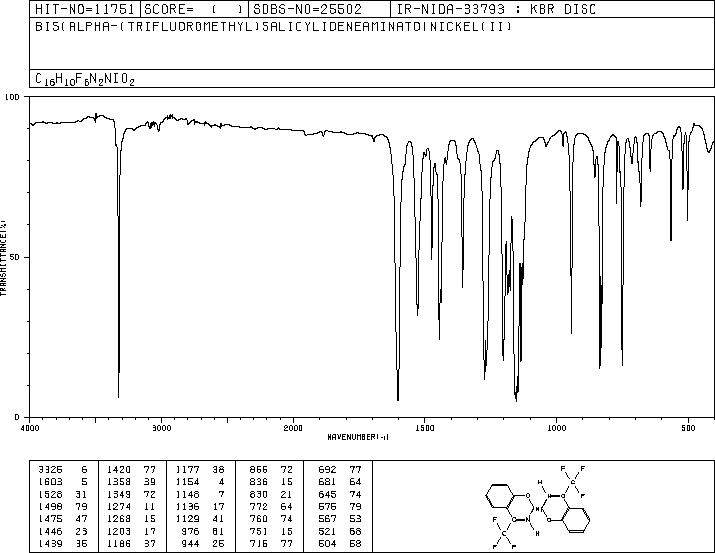 HIT-NO=11751 SCORE= ( ) SDBS-NO=25502 IR-NIDA-33793 : KBR DISC
BIS(ALPHA-(TRIFLUOROMETHYL)SALICYLIDENEAMINATO)NICKEL(II)
C16H10F6N2NIO2
100
TRANSMITTANCE(%)
50
0
4000 3000 2000 1500 1000 500
WAVENUMBER(-1)
3325 6 1420 77 1177 38 866 72 692 77
1603 5 1358 39 1154 4 836 15 681 64
1528 31 1349 72 1148 7 830 21 645 74
1498 79 1274 11 1136 17 772 64 576 79
1475 47 1268 15 1129 41 760 74 567 53
1446 23 1203 17 976 81 751 15 521 68
1439 35 1186 37 944 25 716 77 504 58
F F
C
H F
N
O
O
F N
C H
F F